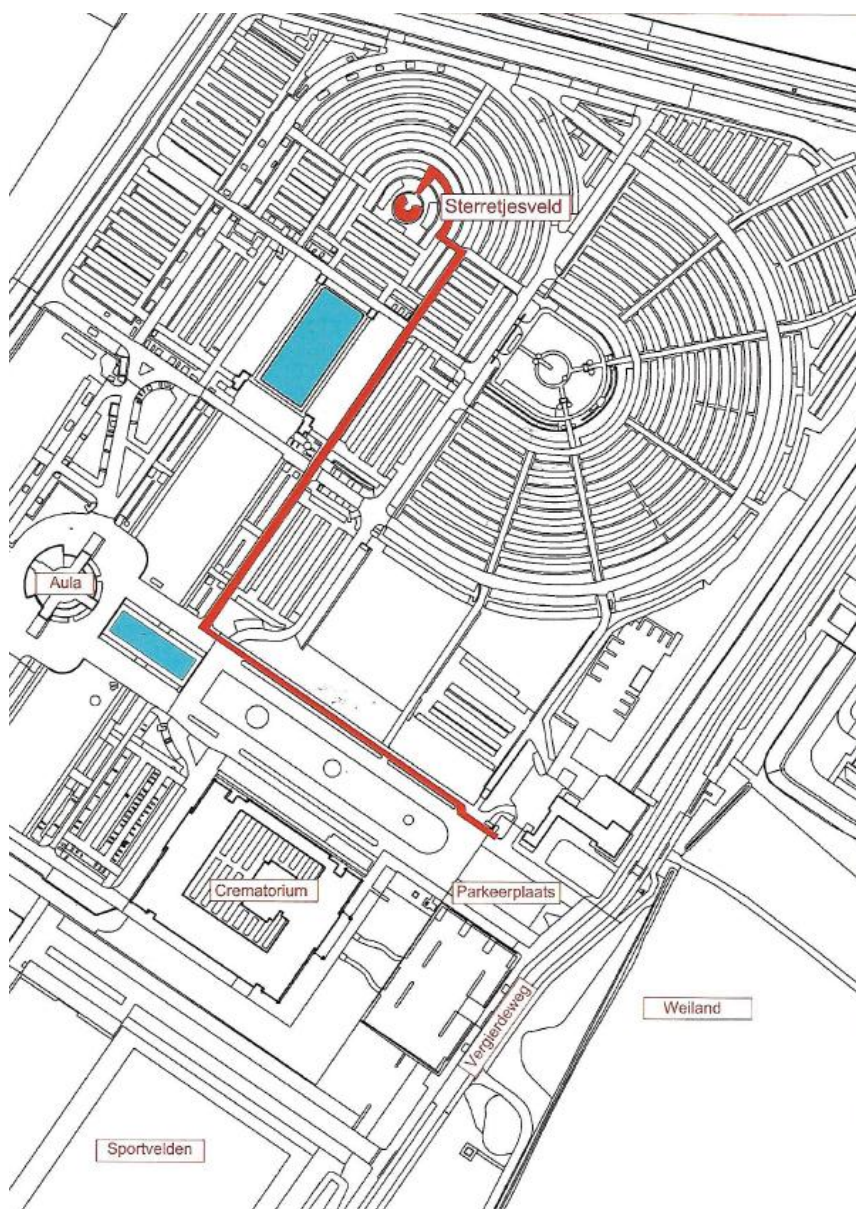 Sterretjesveld
Aula
Crematorium
Parkeerplaats
Weiland
Vergierdeweg
Sportvelden